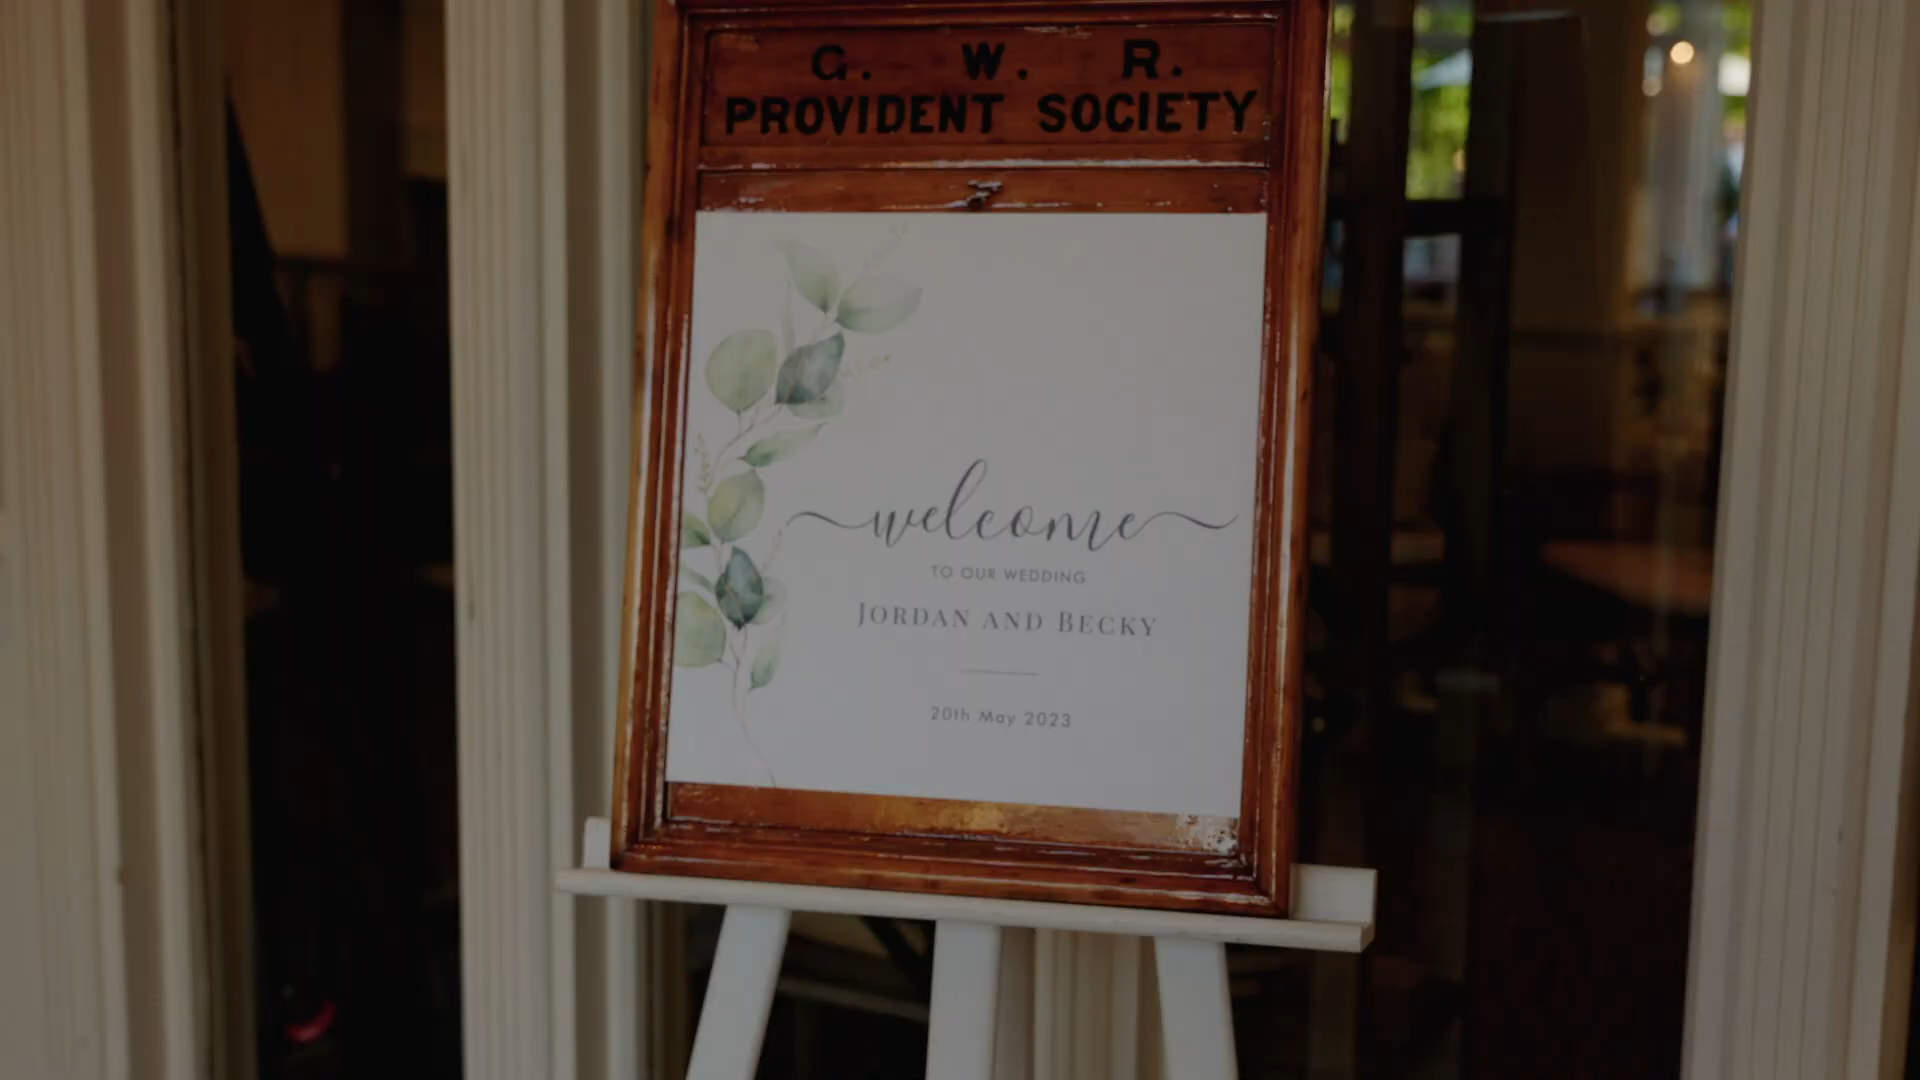 G. W. R.
PROVIDENT SOCIETY
welcome
TO OUR WEDDING
JORDAN AND BECKY
20th May 2023